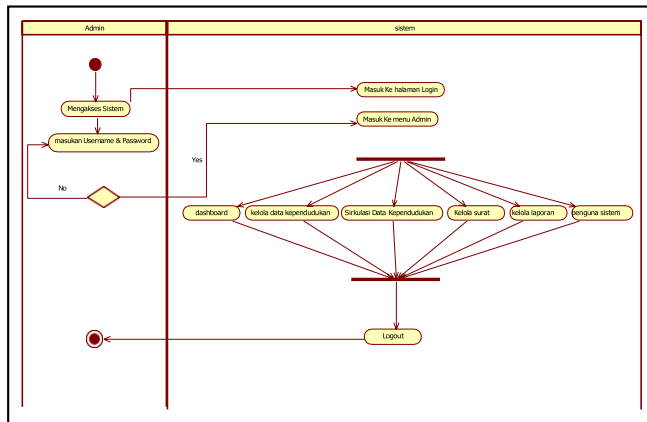 Admin
sistem
Masuk Ke halaman Login
Mengakses Sistem
Masuk Ke menu Admin
masukan Username & Password
Yes
No
dashboard
kelola data kependudukan
Sirkulasi Data Kependudukan
Kelola surat
kelola laporan
penguna sistem
Logout